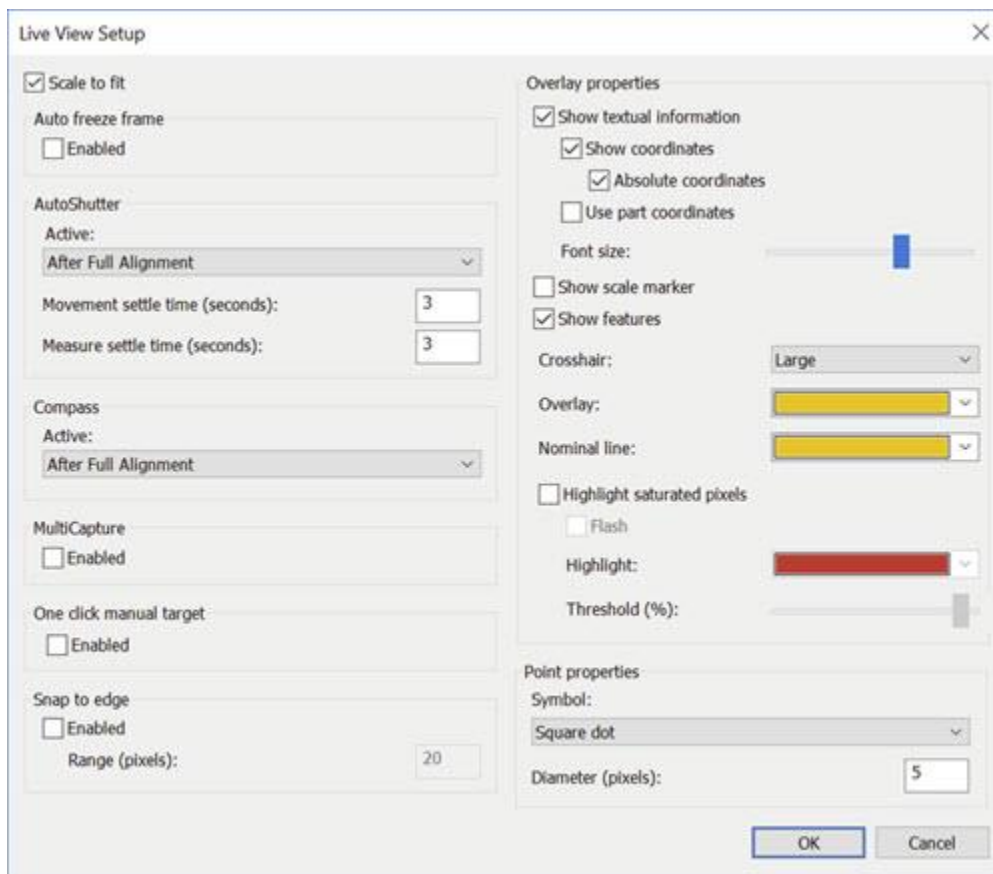 Live View Setup
Scale to fit
Auto freeze frame
Enabled
AutoShutter
Active:
After Full Alignment
Movement settle time (seconds):
3
Measure settle time (seconds):
3
Compass
Active:
After Full Alignment
MultiCapture
Enabled
One click manual target
Enabled
Snap to edge
Enabled
Range (pixels):
20
Overlay properties
Show textual information
Show coordinates
Absolute coordinates
Use part coordinates
Font size:
Show scale marker
Show features
Crosshair:
Large
Overlay:
Nominal line:
Highlight saturated pixels
Flash
Highlight:
Threshold (%):
Point properties
Symbol:
Square dot
Diameter (pixels):
5
OK
Cancel